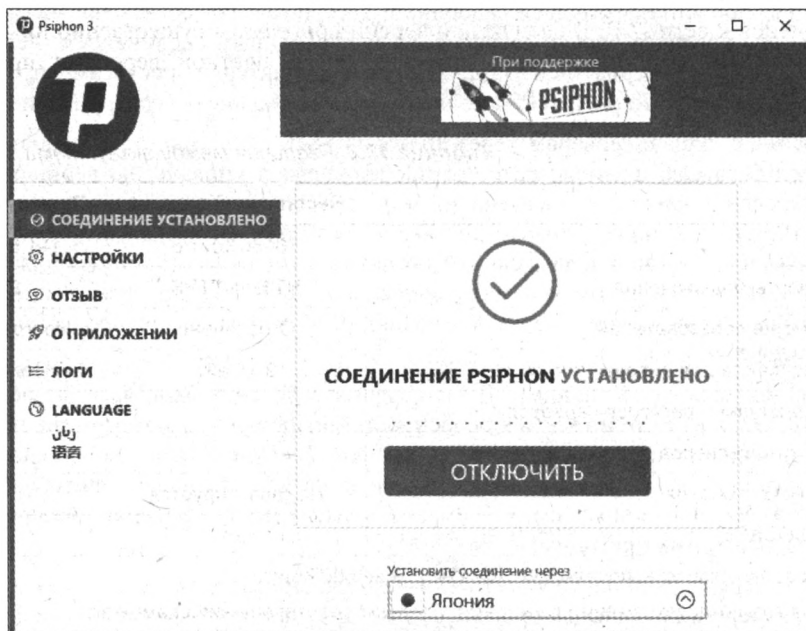 Psiphon 3
При поддержке
PSIPHON
СОЕДИНЕНИЕ УСТАНОВЛЕНО
НАСТРОЙКИ
ОТЗЫВ
О ПРИЛОЖЕНИИ
ЛОГИ
LANGUAGE
زبان
语言
СОЕДИНЕНИЕ PSIPHON УСТАНОВЛЕНО
ОТКЛЮЧИТЬ
Установить соединение через
Япония